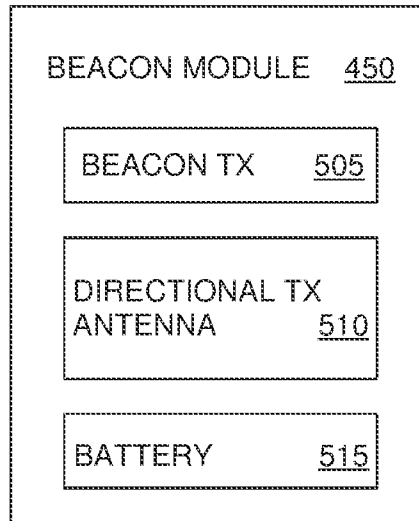 BEACON MODULE 450
BEACON TX 505
DIRECTIONAL TX
ANTENNA 510
BATTERY 515